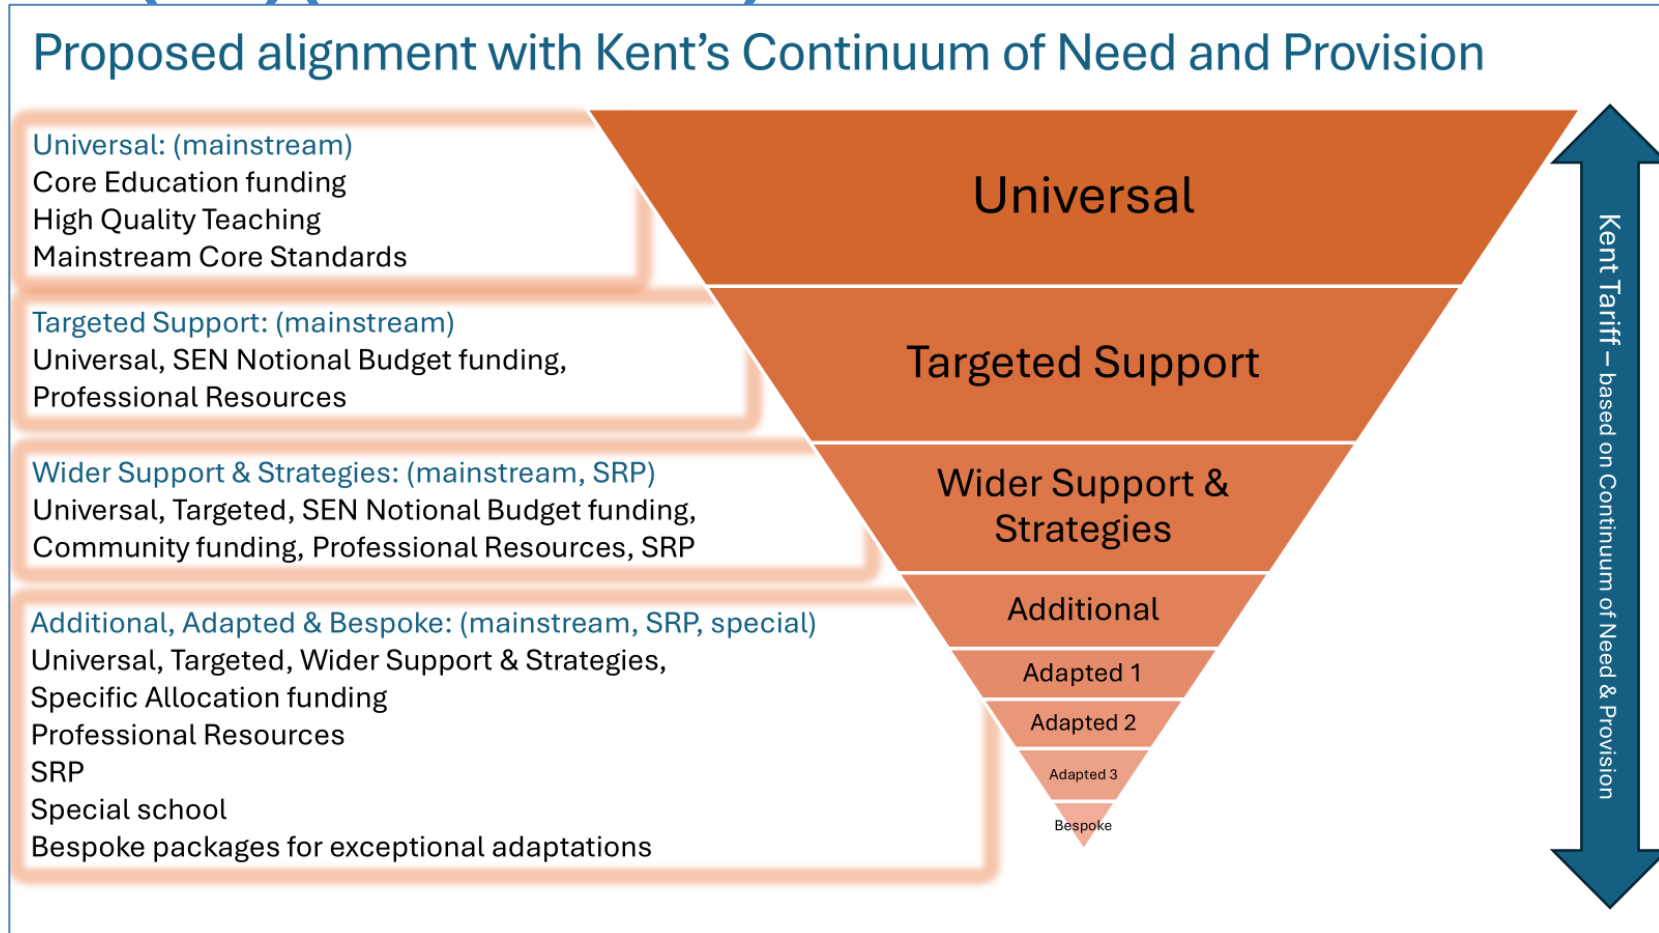 Proposed alignment with Kent’s Continuum of Need and Provision
Universal: (mainstream)
Core Education funding
High Quality Teaching
Mainstream Core Standards
Targeted Support: (mainstream)
Universal, SEN Notional Budget funding,
Professional Resources
Wider Support & Strategies: (mainstream, SRP)
Universal, Targeted, SEN Notional Budget funding,
Community funding, Professional Resources, SRP
Additional, Adapted & Bespoke: (mainstream, SRP, special)
Universal, Targeted, Wider Support & Strategies,
Specific Allocation funding
Professional Resources
SRP
Special school
Bespoke packages for exceptional adaptations
Universal
Targeted Support
Wider Support &
Strategies
Additional
Adapted 1
Adapted 2
Adapted 3
Bespoke
Kent Tariff – based on Continuum of Need & Provision